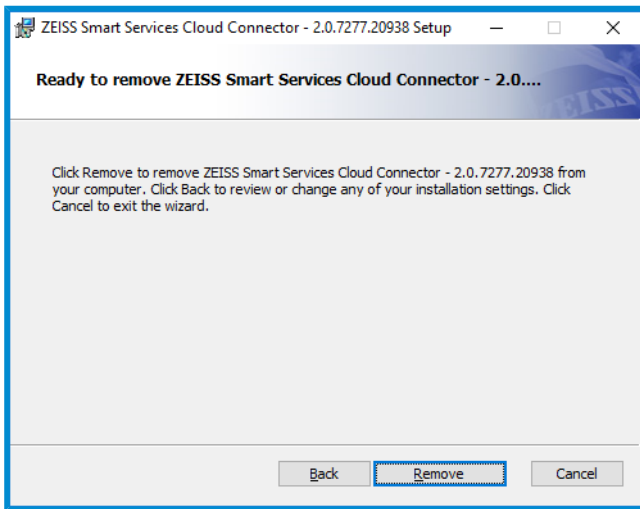 ZEISS Smart Services Cloud Connector - 2.0.7277.20938 Setup
Ready to remove ZEISS Smart Services Cloud Connector - 2.0....
ZEISS
Click Remove to remove ZEISS Smart Services Cloud Connector - 2.0.7277.20938 from
your computer. Click Back to review or change any of your installation settings. Click
Cancel to exit the wizard.
Back Remove Cancel